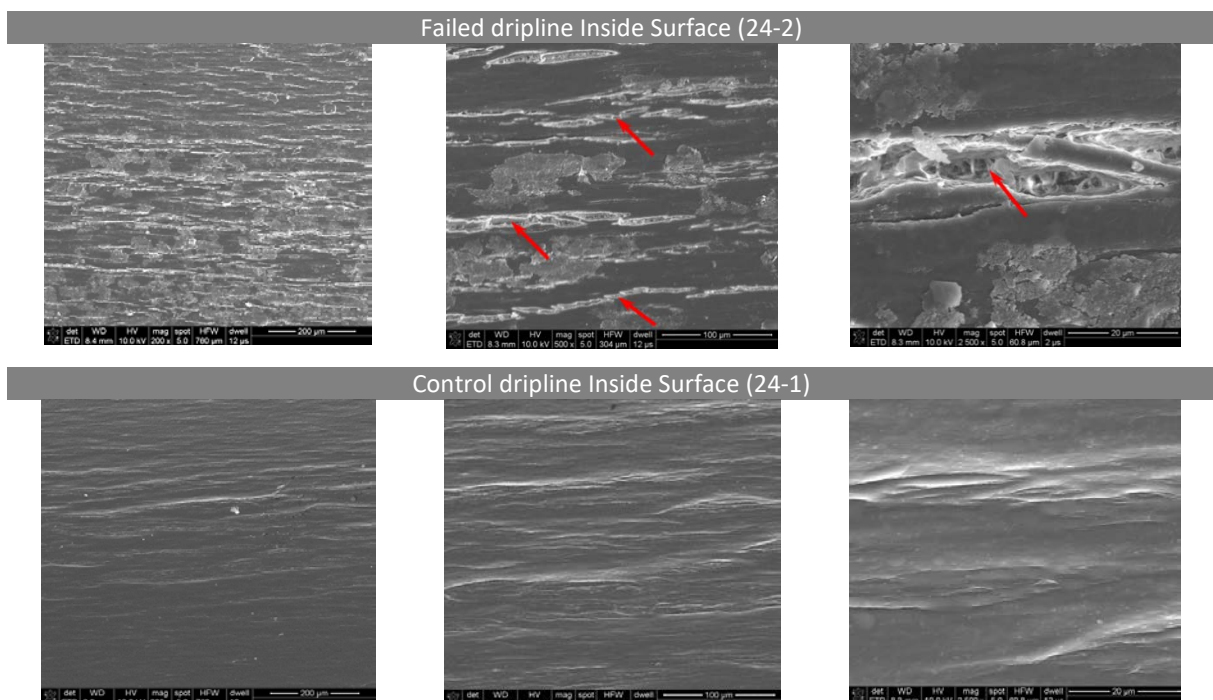 Failed dripline Inside Surface (24-2)
det WD HV mag spot HFW dwell 200 µm
ETD 8.4 mm 10.0 kV 200 x 5.0 760 µm 12 µs
det WD HV mag spot HFW dwell 100 µm
ETD 8.3 mm 10.0 kV 500 x 5.0 304 µm 12 µs
det WD HV mag spot HFW dwell 20 µm
ETD 8.3 mm 10.0 kV 2 500 x 5.0 60.8 µm 2 µs
Control dripline Inside Surface (24-1)
det WD HV mag spot HFW dwell 200 µm
det WD HV mag spot HFW dwell 100 µm
det WD HV mag spot HFW dwell 20 µm